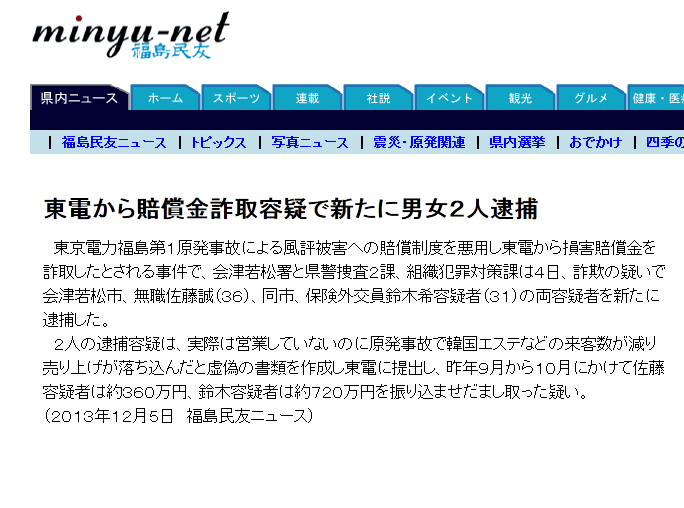 minyu-net
福島民友
県内ニュース ホーム スポーツ 連載 社説 イベント 観光 グルメ 健康・医療
| 福島民友ニュース | トピックス | 写真ニュース | 震災・原発関連 | 県内選挙 | おでかけ | 四季の
東電から賠償金詐取容疑で新たに男女2人逮捕
東京電力福島第1原発事故による風評被害への賠償制度を悪用し東電から損害賠償金を
詐取したとされる事件で、会津若松署と県警捜査2課、組織犯罪対策課は4日、詐欺の疑いで
会津若松市、無職佐藤誠(36)、同市、保険外交員鈴木希容疑者(31)の両容疑者を新たに
逮捕した。
2人の逮捕容疑は、実際は営業していないのに原発事故で韓国エステなどの来客数が減り
売り上げが落ち込んだと虚偽の書類を作成し東電に提出し、昨年9月から10月にかけて佐藤
容疑者は約360万円、鈴木容疑者は約720万円を振り込ませだまし取った疑い。
(2013年12月5日 福島民友ニュース)